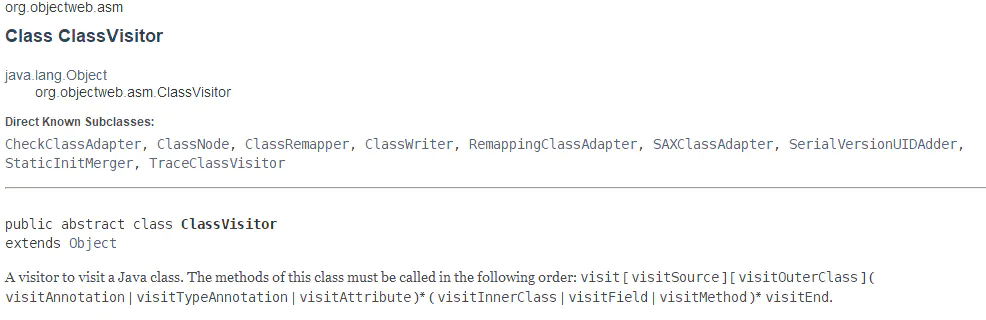 org.objectweb.asm
Class ClassVisitor
java.lang.Object
org.objectweb.asm.ClassVisitor
Direct Known Subclasses:
CheckClassAdapter, ClassNode, ClassRemapper, ClassWriter, RemappingClassAdapter, SAXClassAdapter, SerialVersionUIDAdder,
StaticInitMerger, TraceClassVisitor
public abstract class ClassVisitor
extends Object
A visitor to visit a Java class. The methods of this class must be called in the following order: visit [ visitSource ] [ visitOuterClass ] (
visitAnnotation | visitTypeAnnotation | visitAttribute )* ( visitInnerClass | visitField | visitMethod )* visitEnd.